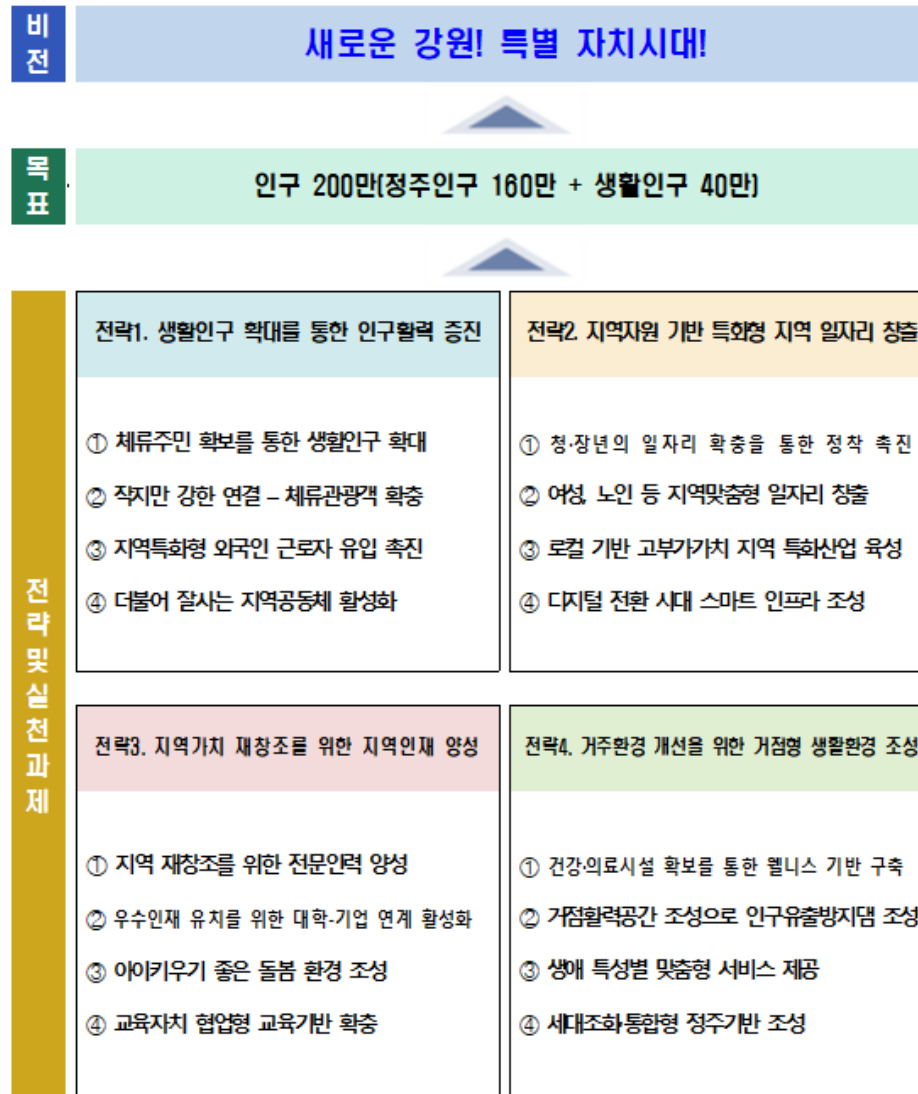 비전
새로운 강원! 특별 자치시대!
목표
인구 200만(정주인구 160만 + 생활인구 40만)
전략 및 실천과제
전략1. 생활인구 확대를 통한 인구활력 증진
① 체류주민 확보를 통한 생활인구 확대
② 작지만 강한 연결 – 체류관광객 확충
③ 지역특화형 외국인 근로자 유입 촉진
④ 더불어 잘사는 지역공동체 활성화
전략2. 지역자원 기반 특화형 지역 일자리 창출
① 청·장년의 일자리 확충을 통한 정착 촉진
② 여성, 노인 등 지역맞춤형 일자리 창출
③ 로컬 기반 고부가가치 지역 특화산업 육성
④ 디지털 전환 시대 스마트 인프라 조성
전략3. 지역가치 재창조를 위한 지역인재 양성
① 지역 재창조를 위한 전문인력 양성
② 우수인재 유치를 위한 대학-기업 연계 활성화
③ 아이키우기 좋은 돌봄 환경 조성
④ 교육자치 협업형 교육기반 확충
전략4. 거주환경 개선을 위한 거점형 생활환경 조성
① 건강·의료시설 확보를 통한 웰니스 기반 구축
② 거점활력공간 조성으로 인구유출방지댐 조성
③ 생애 특성별 맞춤형 서비스 제공
④ 세대조화·통합형 정주기반 조성